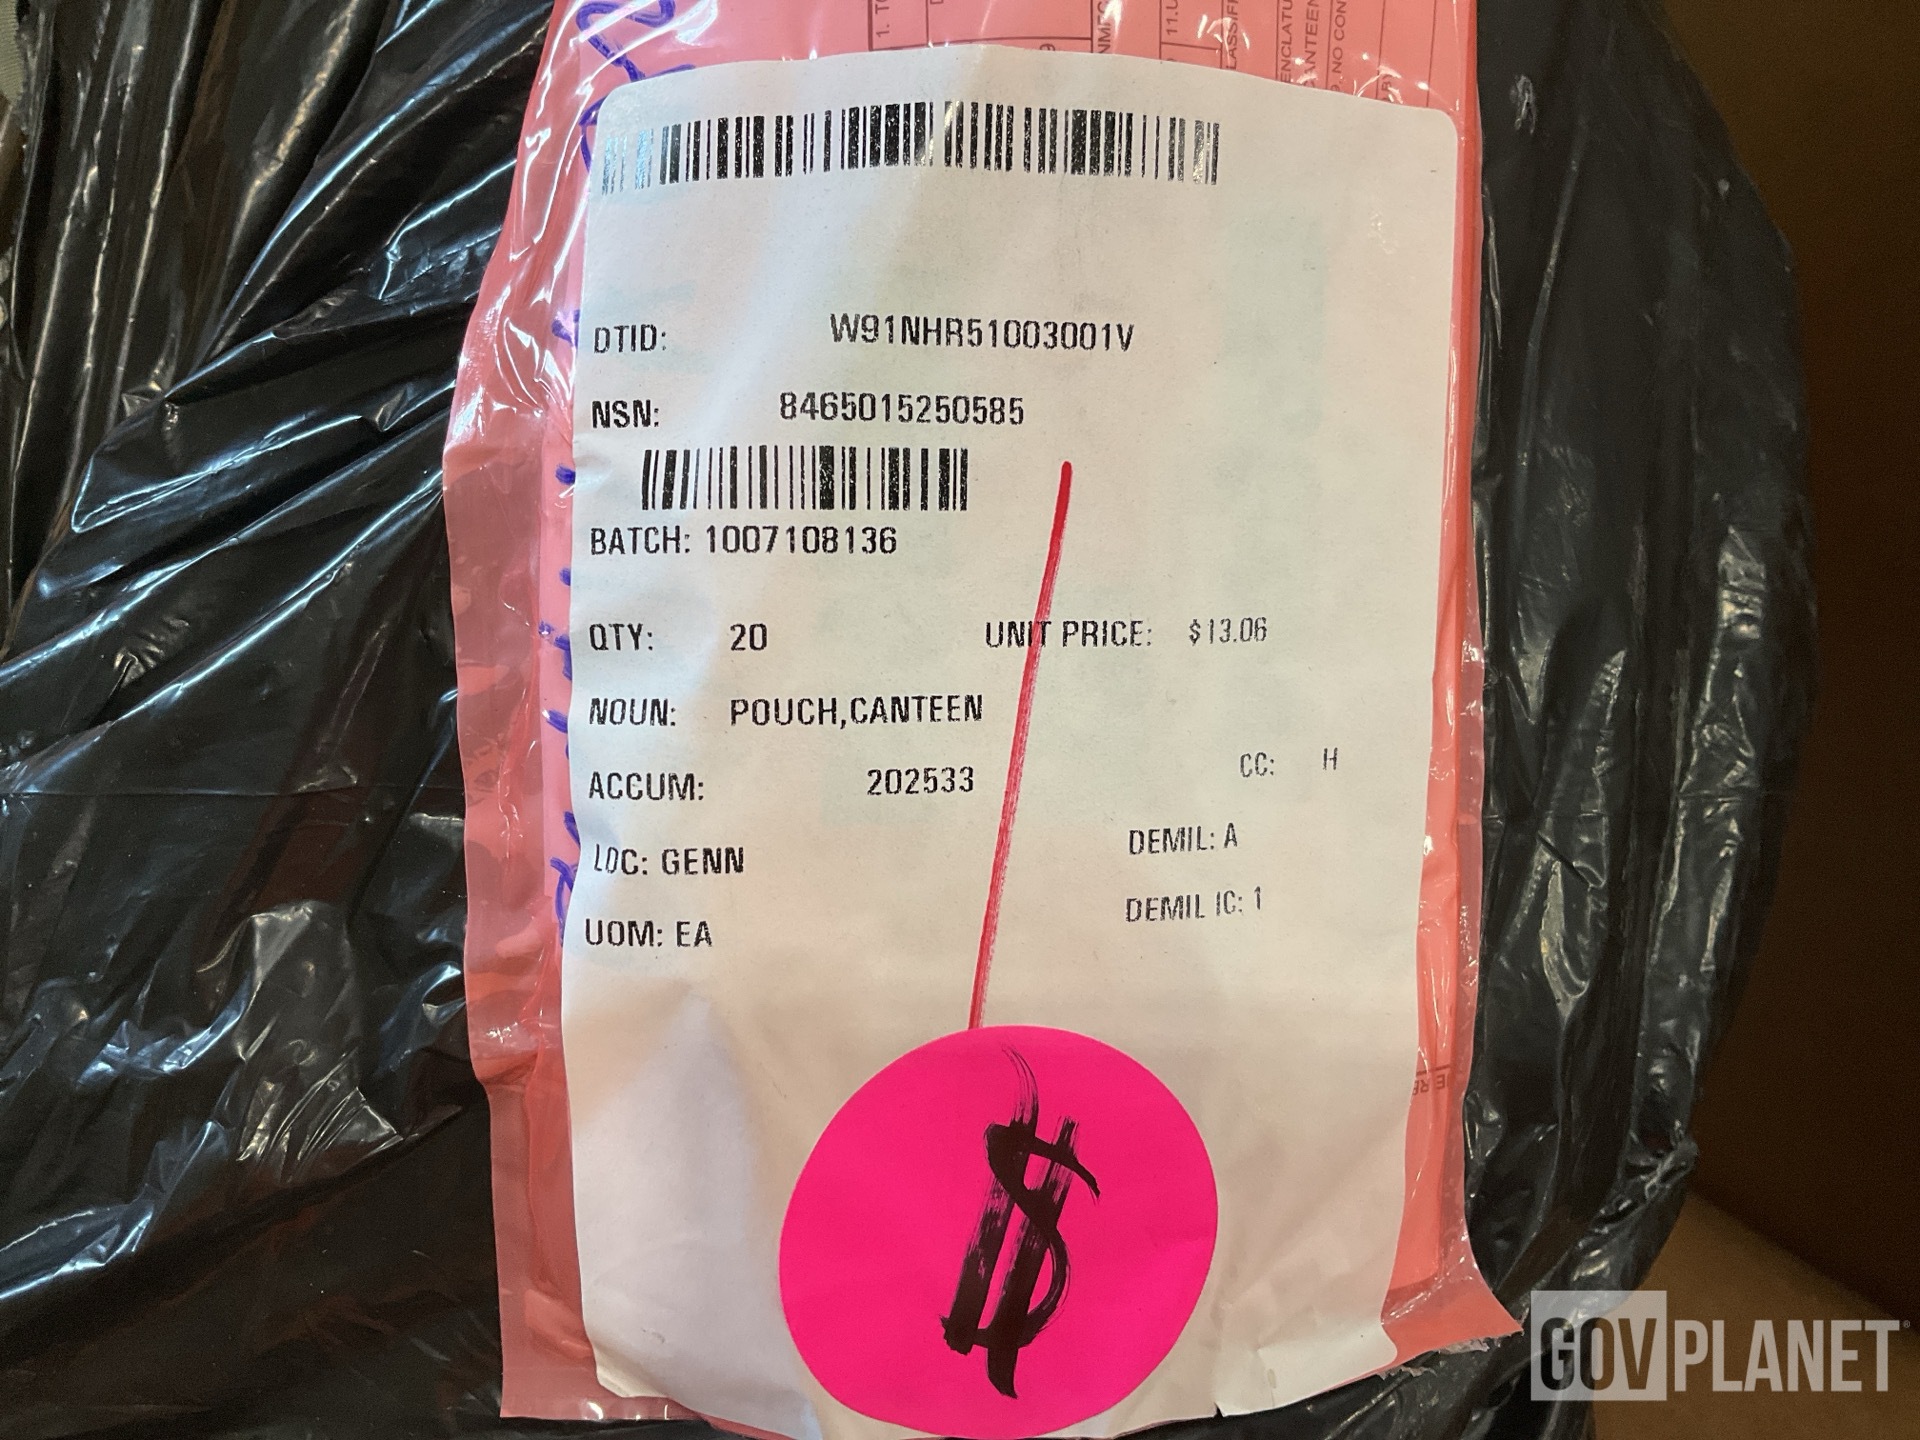 DTID: W91NHR51003001V
NSN: 8465015250585
BATCH: 1007108136
QTY: 20 UNIT PRICE: $13.06
NOUN: POUCH,CANTEEN
ACCUM: 202533 CC: H
LOC: GENN DEMIL: A
UOM: EA DEMIL IC: 1
$
GOVPLANET